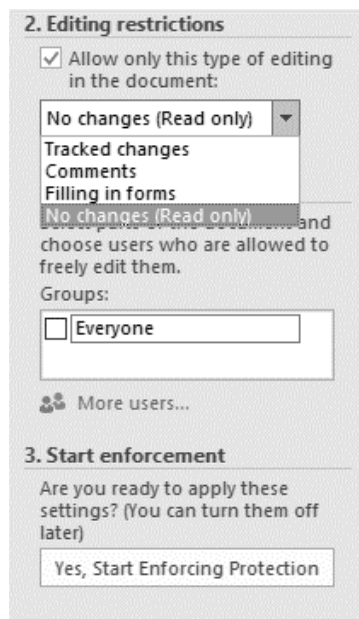 2. Editing restrictions
Allow only this type of editing
in the document:
No changes (Read only)
Tracked changes
Comments
Filling in forms
No changes (Read only)
document and
choose users who are allowed to
freely edit them.
Groups:
Everyone
More users...
3. Start enforcement
Are you ready to apply these
settings? (You can turn them off
later)
Yes, Start Enforcing Protection